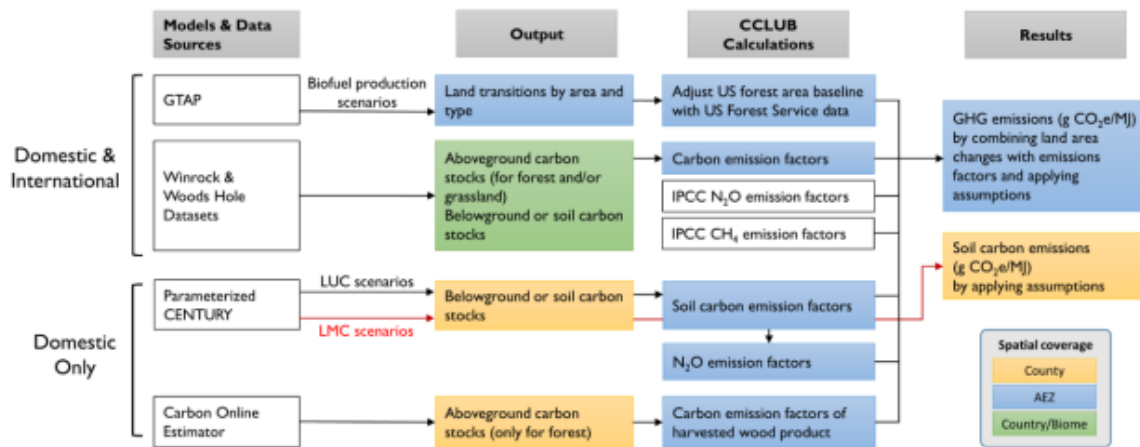 Models & Data
Sources
Output
CCLUB
Calculations
Results
Domestic &
International
GTAP
Biofuel production
scenarios
Land transitions by area and
type
Adjust US forest area baseline
with US Forest Service data
GHG emissions (g CO₂e/MJ)
by combining land area
changes with emissions
factors and applying
assumptions
Winrock &
Woods Hole
Datasets
Aboveground carbon
stocks (for forest and/or
grassland)
Belowground or soil carbon
stocks
Carbon emission factors
IPCC N₂O emission factors
IPCC CH₄ emission factors
Soil carbon emissions
(g CO₂e/MJ)
by applying assumptions
Domestic
Only
Parameterized
CENTURY
LUC scenarios
LMC scenarios
Belowground or soil carbon
stocks
Soil carbon emission factors
N₂O emission factors
Carbon Online
Estimator
Aboveground carbon
stocks (only for forest)
Carbon emission factors of
harvested wood product
Spatial coverage
County
AEZ
Country/Biome